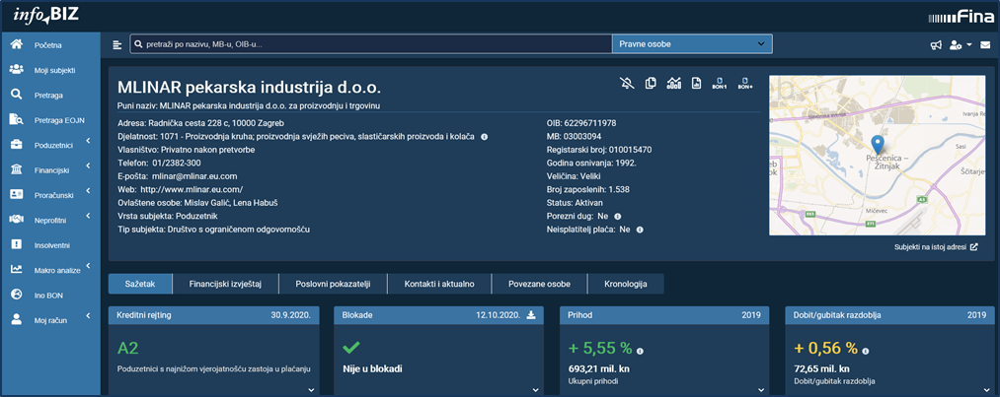 info.BIZ
Fina
Početna
Moji subjekti
Pretraga
Pretraga EOJN
Poduzetnici
Financijski
Proračunski
Neprofitni
Insolventni
Makro analize
Ino BON
Moj račun
pretraži po nazivu, MB-u, OIB-u...
Pravne osobe
MLINAR pekarska industrija d.o.o.
BON1
BON+
Puni naziv: MLINAR pekarska industrija d.o.o. za proizvodnju i trgovinu
Adresa: Radnička cesta 228 c, 10000 Zagreb
Djelatnost: 1071 - Proizvodnja kruha; proizvodnja svježih peciva, slastičarskih proizvoda i kolača
Vlasništvo: Privatno nakon pretvorbe
Telefon: 01/2382-300
E-pošta: mlinar@mlinar.eu.com
Web: http://www.mlinar.eu.com/
Ovlaštene osobe: Mislav Galić, Lena Habuš
Vrsta subjekta: Poduzetnik
Tip subjekta: Društvo s ograničenom odgovornošću
OIB: 62296711978
MB: 03003094
Registarski broj: 010015470
Godina osnivanja: 1992.
Veličina: Veliki
Broj zaposlenih: 1.538
Status: Aktivan
Porezni dug: Ne
Neisplatitelj plaća: Ne
Peščenica -
Žitnjak
Sasi
Ščitarjevo
Mičevec
A3
Subjekti na istoj adresi
Sažetak
Financijski izvještaj
Poslovni pokazatelji
Kontakti i aktualno
Povezane osobe
Kronologija
Kreditni rejting 30.9.2020.
A2
Poduzetnici s najnižom vjerojatnošću zastoja u plaćanju
Blokade 12.10.2020.
Nije u blokadi
Prihod 2019
+ 5,55 %
693,21 mil. kn
Ukupni prihodi
Dobit/gubitak razdoblja 2019
+ 0,56 %
72,65 mil. kn
Dobit/gubitak razdoblja